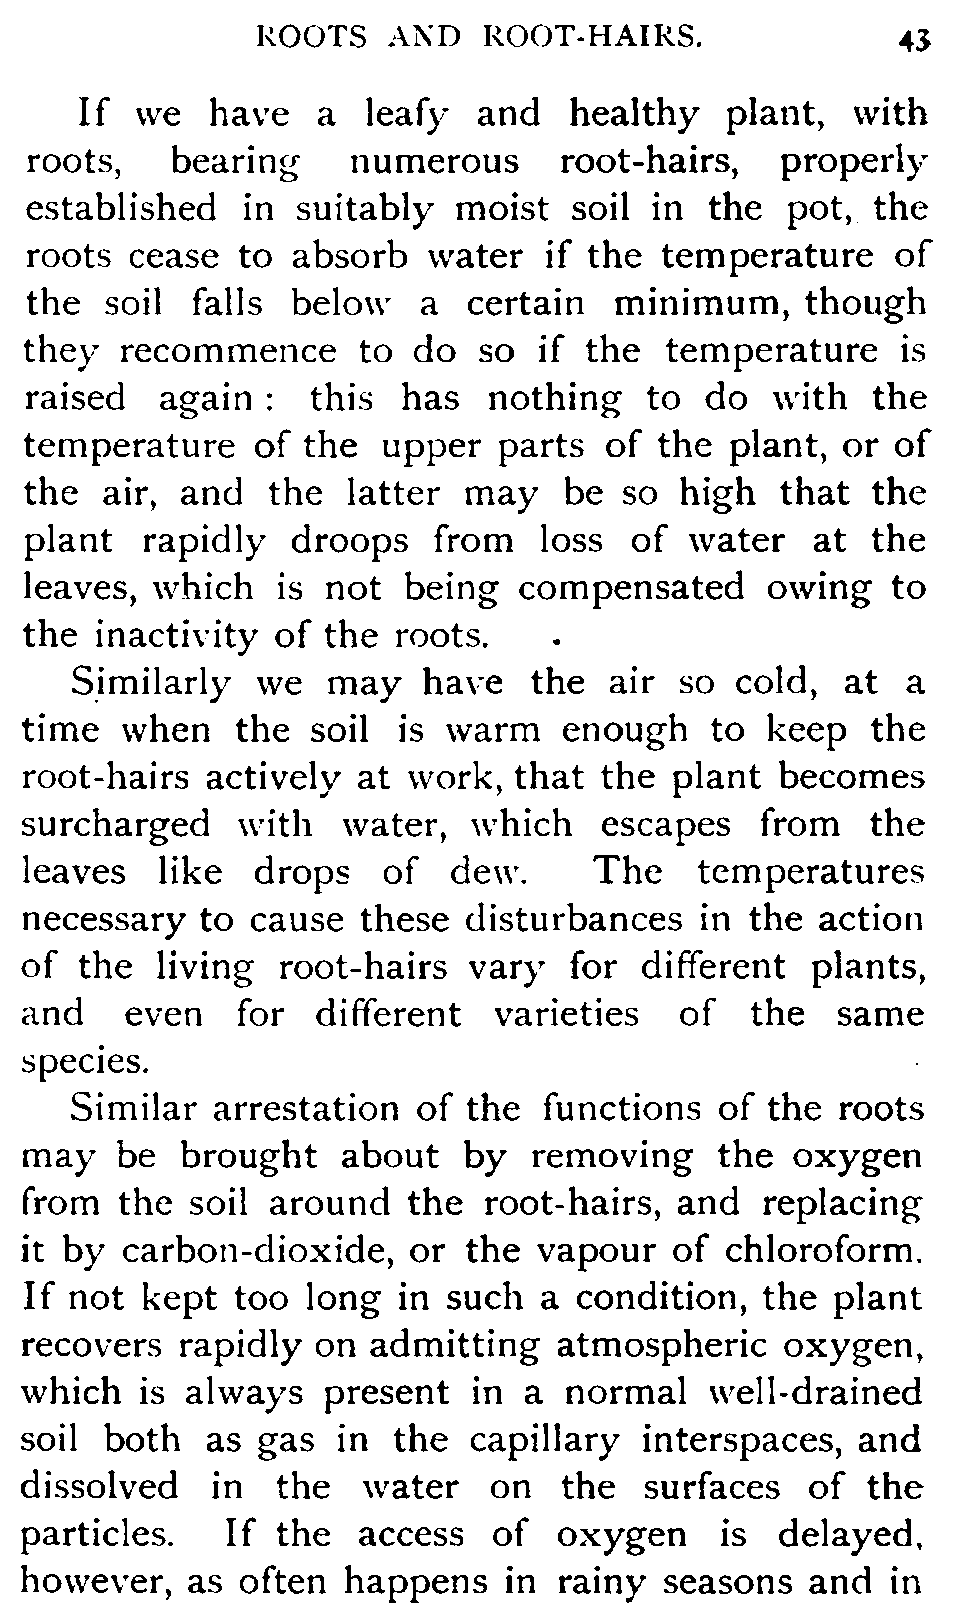 ROOTS AND ROOT-HAIRS. 43
If we have a leafy and healthy plant, with
roots, bearing numerous root-hairs, properly
established in suitably moist soil in the pot, the
roots cease to absorb water if the temperature of
the soil falls below a certain minimum, though
they recommence to do so if the temperature is
raised again : this has nothing to do with the
temperature of the upper parts of the plant, or of
the air, and the latter may be so high that the
plant rapidly droops from loss of water at the
leaves, which is not being compensated owing to
the inactivity of the roots.
Similarly we may have the air so cold, at a
time when the soil is warm enough to keep the
root-hairs actively at work, that the plant becomes
surcharged with water, which escapes from the
leaves like drops of dew. The temperatures
necessary to cause these disturbances in the action
of the living root-hairs vary for different plants,
and even for different varieties of the same
species.
Similar arrestation of the functions of the roots
may be brought about by removing the oxygen
from the soil around the root-hairs, and replacing
it by carbon-dioxide, or the vapour of chloroform.
If not kept too long in such a condition, the plant
recovers rapidly on admitting atmospheric oxygen,
which is always present in a normal well-drained
soil both as gas in the capillary interspaces, and
dissolved in the water on the surfaces of the
particles. If the access of oxygen is delayed,
however, as often happens in rainy seasons and in